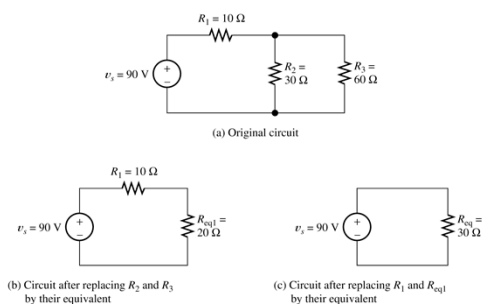 R₁ = 10 Ω
vₛ = 90 V
+
−
R₂ =
30 Ω
R₃ =
60 Ω
(a) Original circuit
R₁ = 10 Ω
vₛ = 90 V
+
−
Req1 =
20 Ω
(b) Circuit after replacing R₂ and R₃
by their equivalent
vₛ = 90 V
+
−
Req =
30 Ω
(c) Circuit after replacing R₁ and Req1
by their equivalent